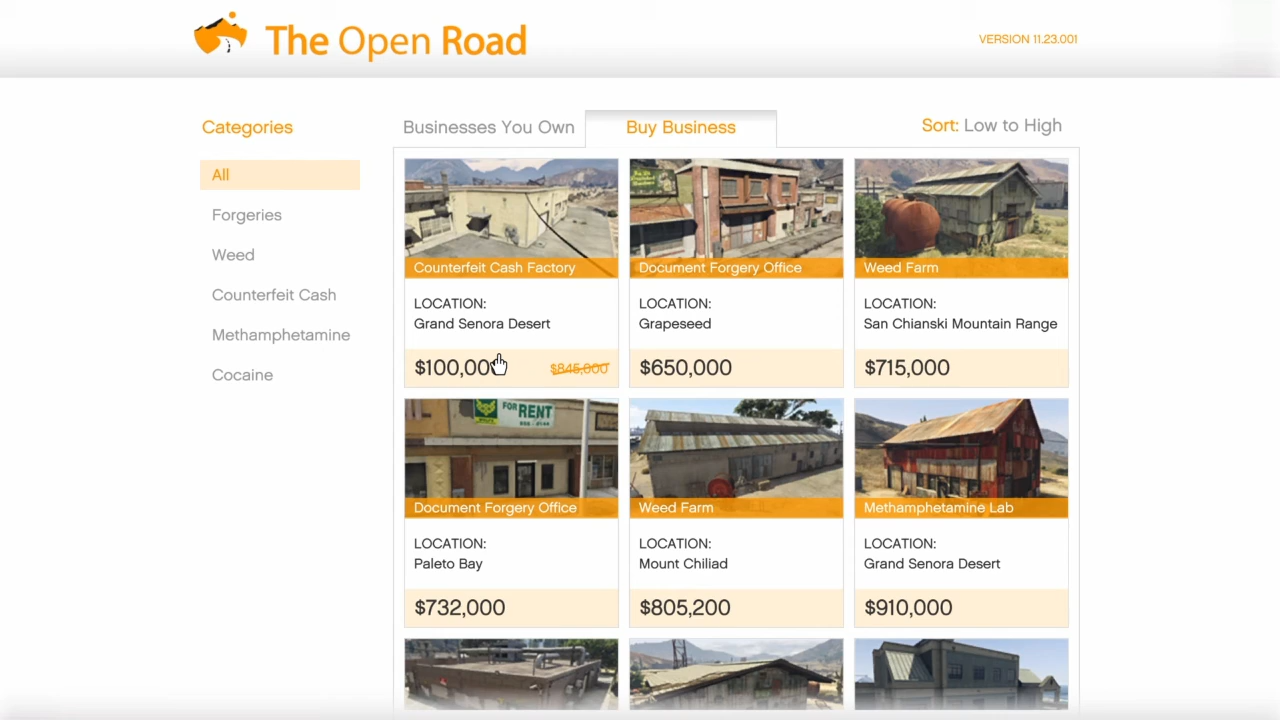 The Open Road
VERSION 11.23.001
Categories
All
Forgeries
Weed
Counterfeit Cash
Methamphetamine
Cocaine
Businesses You Own
Buy Business
Sort: Low to High
Counterfeit Cash Factory
LOCATION:
Grand Senora Desert
$845,000
Document Forgery Office
LOCATION:
Grapeseed
$650,000
Weed Farm
LOCATION:
San Chianski Mountain Range
$715,000
FOR RENT
Document Forgery Office
LOCATION:
Paleto Bay
$732,000
Weed Farm
LOCATION:
Mount Chiliad
$805,200
Methamphetamine Lab
LOCATION:
Grand Senora Desert
$910,000